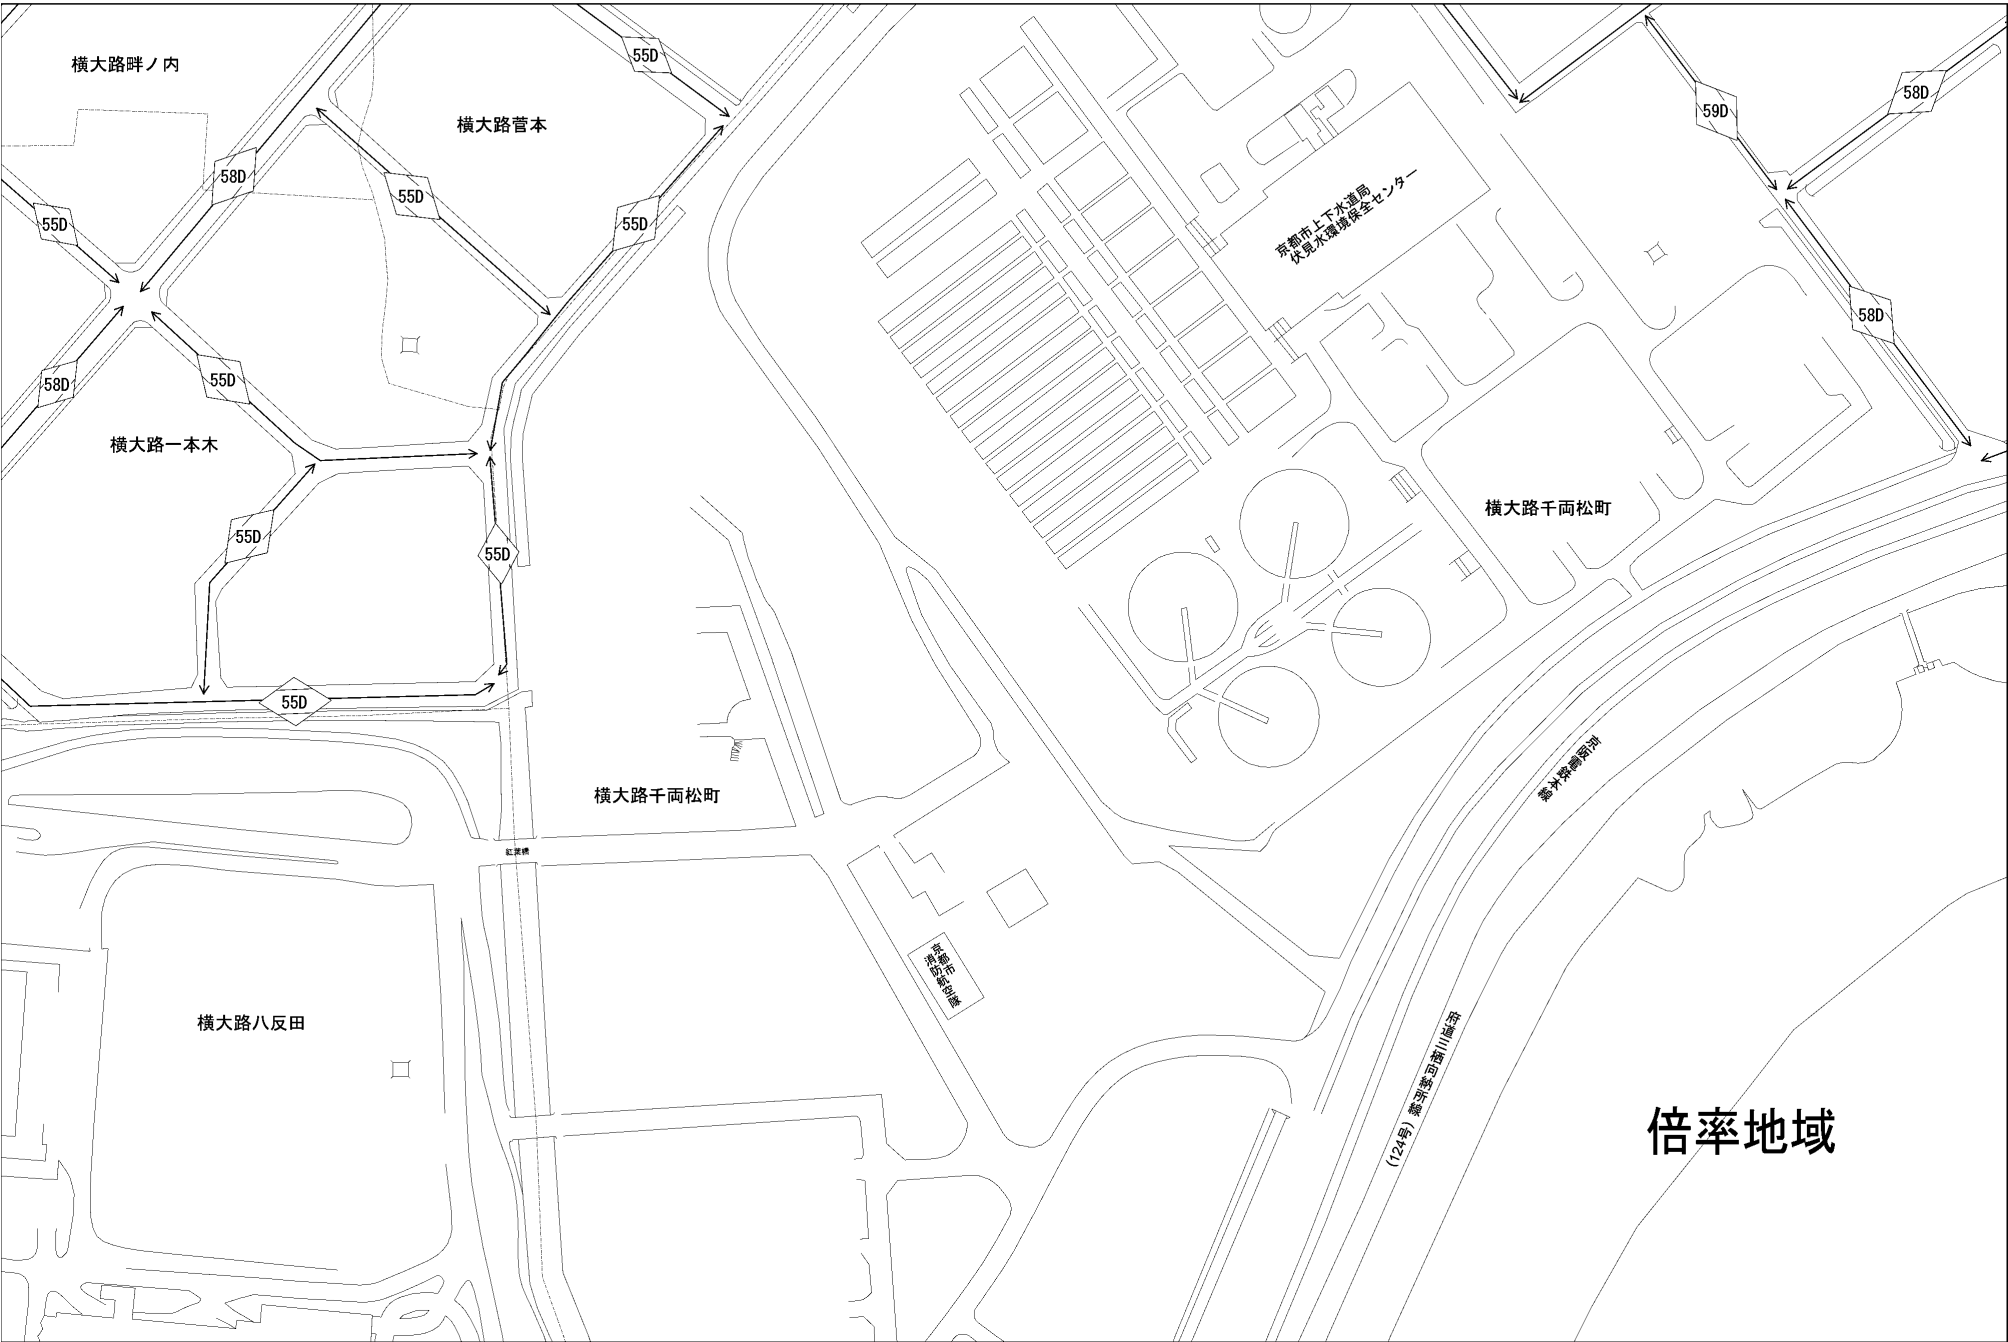 55D
横大路畔ノ内
58D
59D
横大路菅本
58D
55D
55D
55D
京都市上下水道局
伏見水環境保全センター
58D
58D
55D
横大路一本木
横大路千両松町
55D
55D
55D
京阪電鉄本線
横大路千両松町
紅葉橋
京都市
消防航空隊
横大路八反田
府道三栖向納所線 (124号)
倍率地域